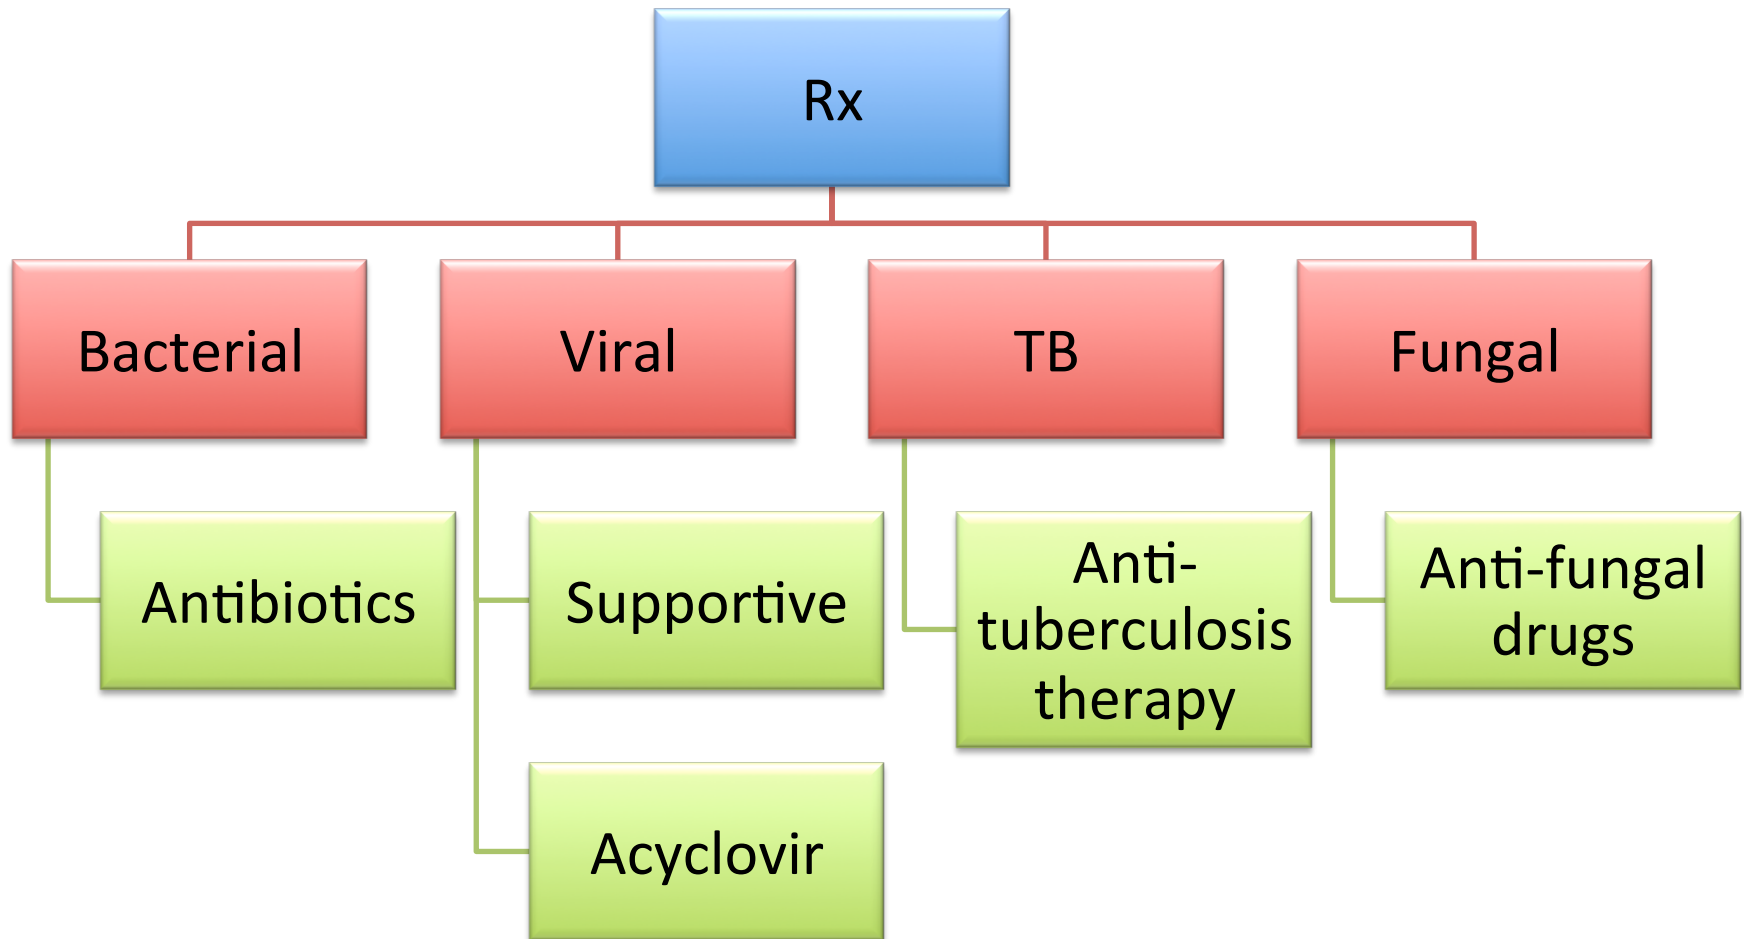 Rx
Bacterial
Viral
TB
Fungal
Antibiotics
Supportive
Acyclovir
Anti-
tuberculosis
therapy
Anti-fungal
drugs